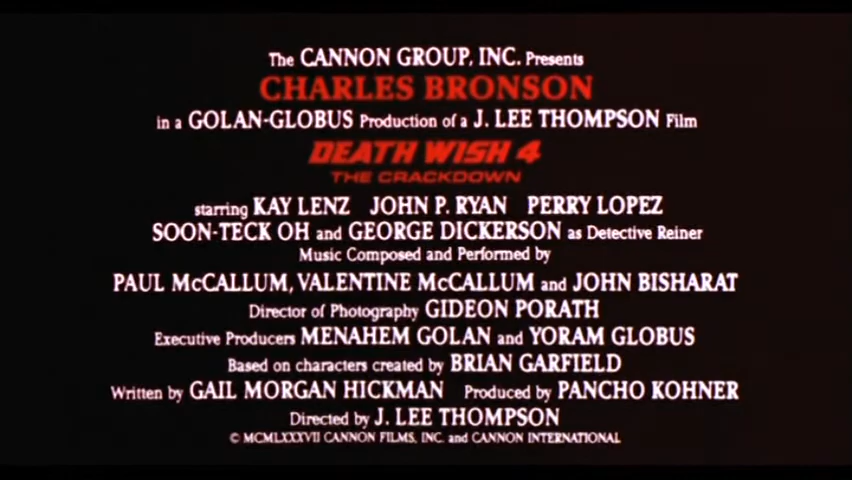 The CANNON GROUP, INC. Presents
CHARLES BRONSON
in a GOLAN-GLOBUS Production of a J. LEE THOMPSON Film
DEATH WISH 4
THE CRACKDOWN
starring KAY LENZ JOHN P. RYAN PERRY LOPEZ
SOON-TECK OH and GEORGE DICKERSON as Detective Reiner
Music Composed and Performed by
PAUL McCALLUM, VALENTINE McCALLUM and JOHN BISHARAT
Director of Photography GIDEON PORATH
Executive Producers MENAHEM GOLAN and YORAM GLOBUS
Based on characters created by BRIAN GARFIELD
Written by GAIL MORGAN HICKMAN Produced by PANCHO KOHNER
Directed by J. LEE THOMPSON
© MCMLXXXVII CANNON FILMS, INC. and CANNON INTERNATIONAL